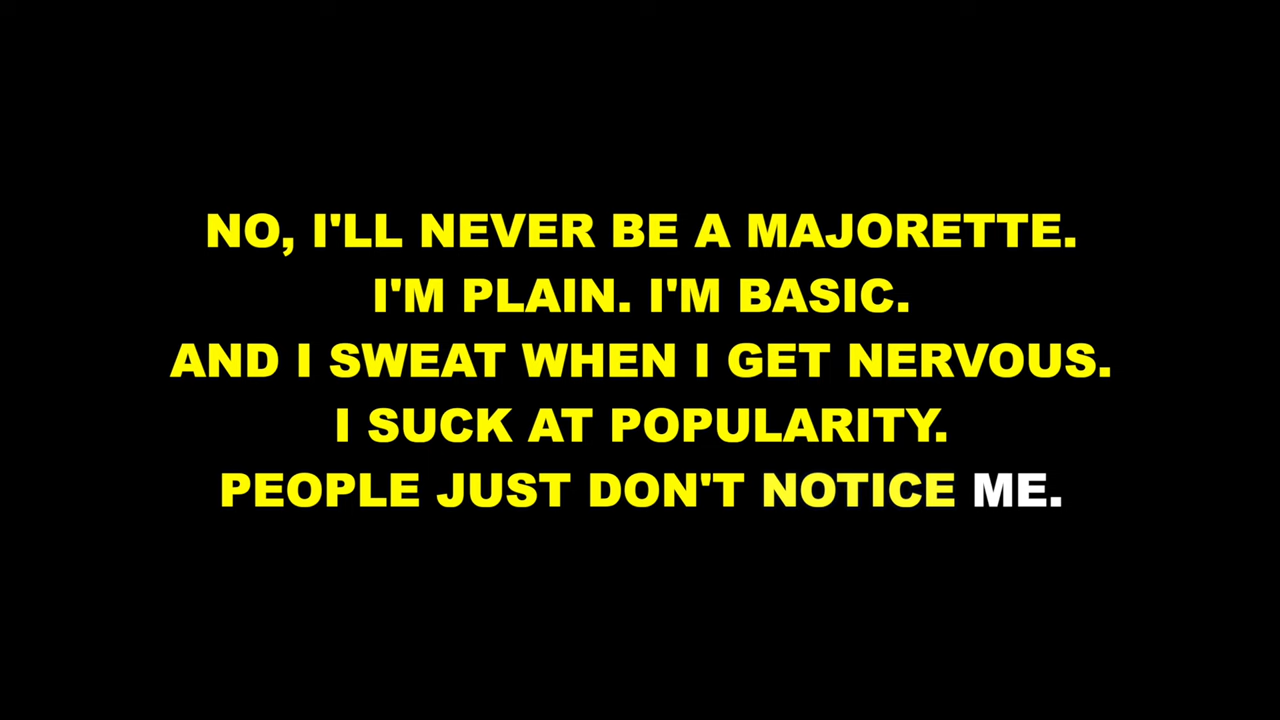 NO, I'LL NEVER BE A MAJORETTE.
I'M PLAIN. I'M BASIC.
AND I SWEAT WHEN I GET NERVOUS.
I SUCK AT POPULARITY.
PEOPLE JUST DON'T NOTICE ME.